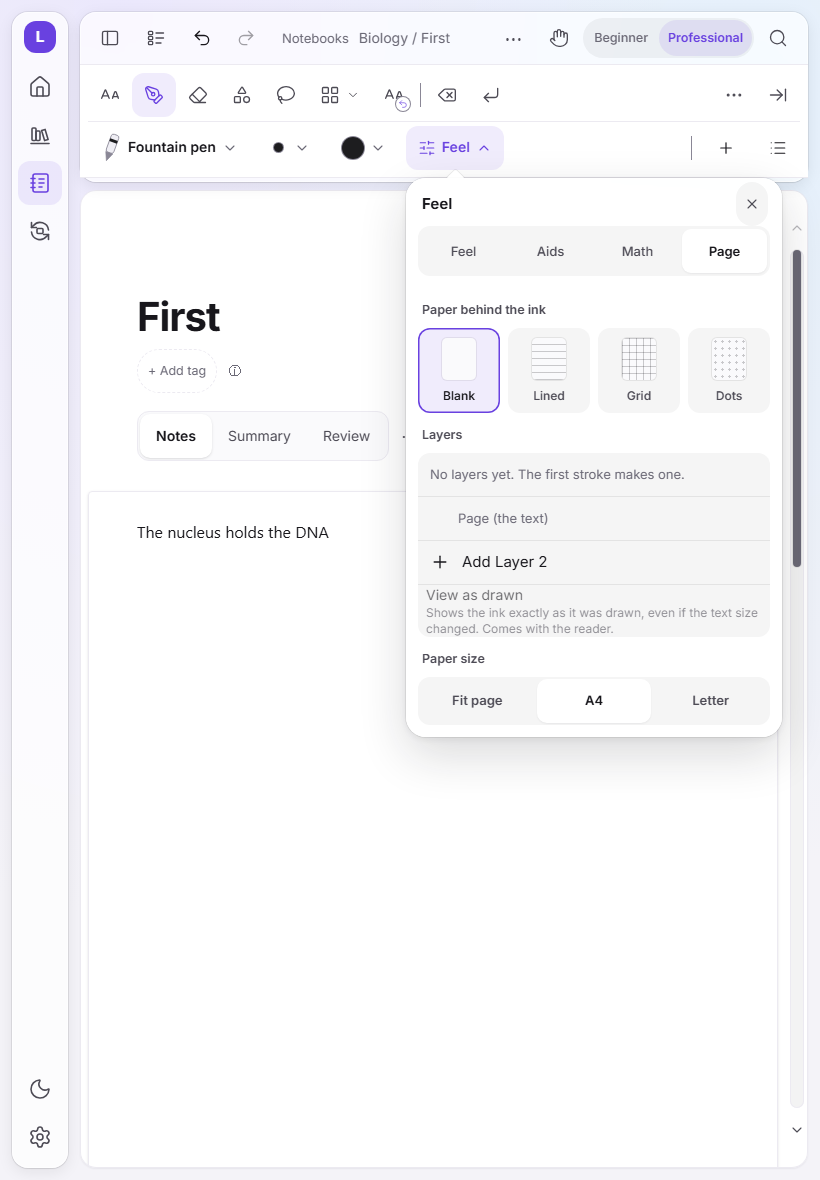 L
Notebooks Biology / First
Beginner Professional
AA AA
Fountain pen Feel
Feel
Feel Aids Math Page
Paper behind the ink
Blank Lined Grid Dots
Layers
No layers yet. The first stroke makes one.
Page (the text)
+ Add Layer 2
View as drawn
Shows the ink exactly as it was drawn, even if the text size
changed. Comes with the reader.
Paper size
Fit page A4 Letter
First
+ Add tag
Notes Summary Review
The nucleus holds the DNA